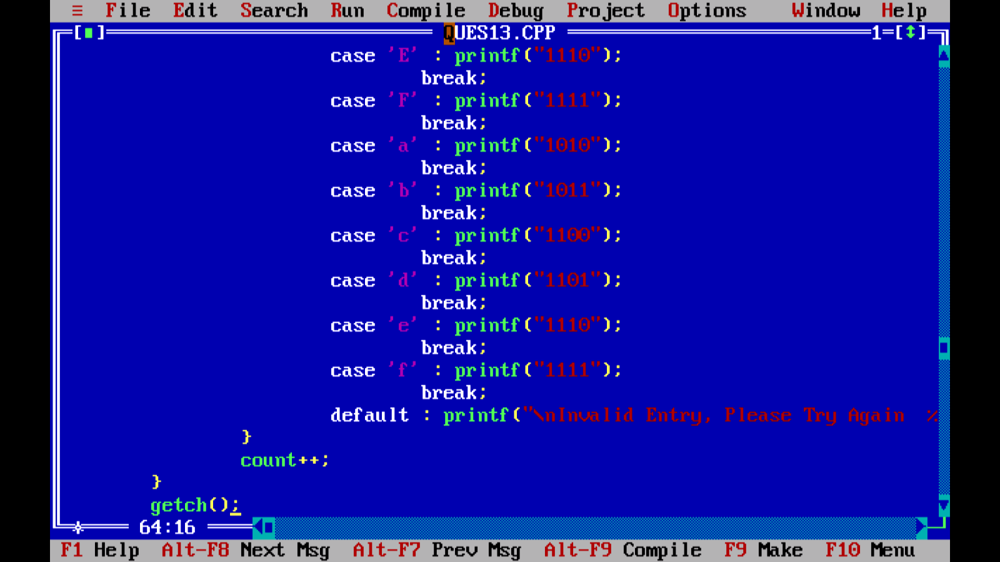 ≡ File Edit Search Run Compile Debug Project Options Window Help
[■] QUES13.CPP 1=[↕]
case 'E' : printf("1110");
break;
case 'F' : printf("1111");
break;
case 'a' : printf("1010");
break;
case 'b' : printf("1011");
break;
case 'c' : printf("1100");
break;
case 'd' : printf("1101");
break;
case 'e' : printf("1110");
break;
case 'f' : printf("1111");
break;
default : printf("\nInvalid Entry, Please Try Again %
}
count++;
}
getch();
64:16
F1 Help Alt-F8 Next Msg Alt-F7 Prev Msg Alt-F9 Compile F9 Make F10 Menu